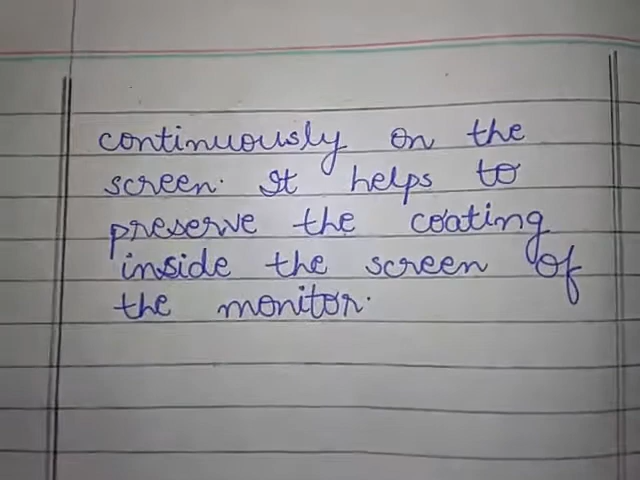 continuously on the
screen. It helps to
preserve the coating
inside the screen of
the monitor.